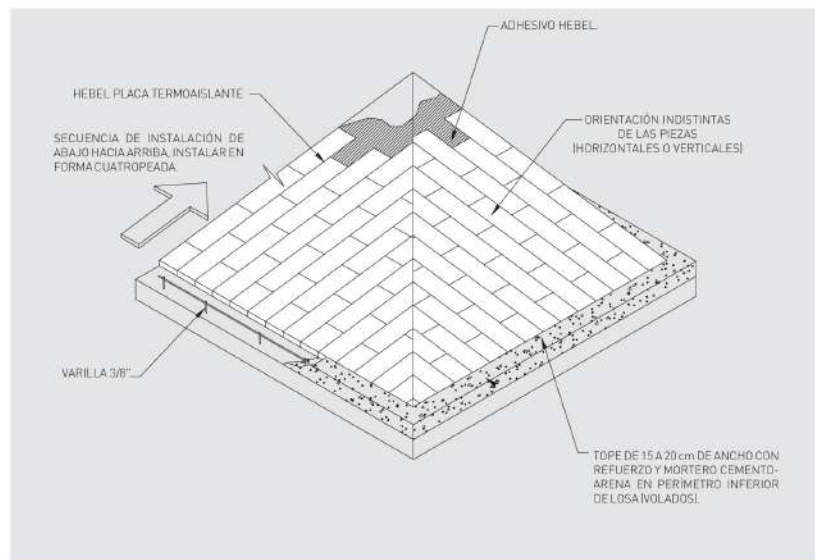 ADHESIVO HEBEL.
HEBEL PLACA TERMOAISLANTE
ORIENTACIÓN INDISTINTAS
DE LAS PIEZAS
(HORIZONTALES O VERTICALES)
SECUENCIA DE INSTALACIÓN DE
ABAJO HACIA ARRIBA, INSTALAR EN
FORMA CUATROPEADA.
VARILLA 3/8"
TOPE DE 15 A 20 cm DE ANCHO CON
REFUERZO Y MORTERO CEMENTO-
ARENA EN PERÍMETRO INFERIOR
DE LOSA (VOLADOS).